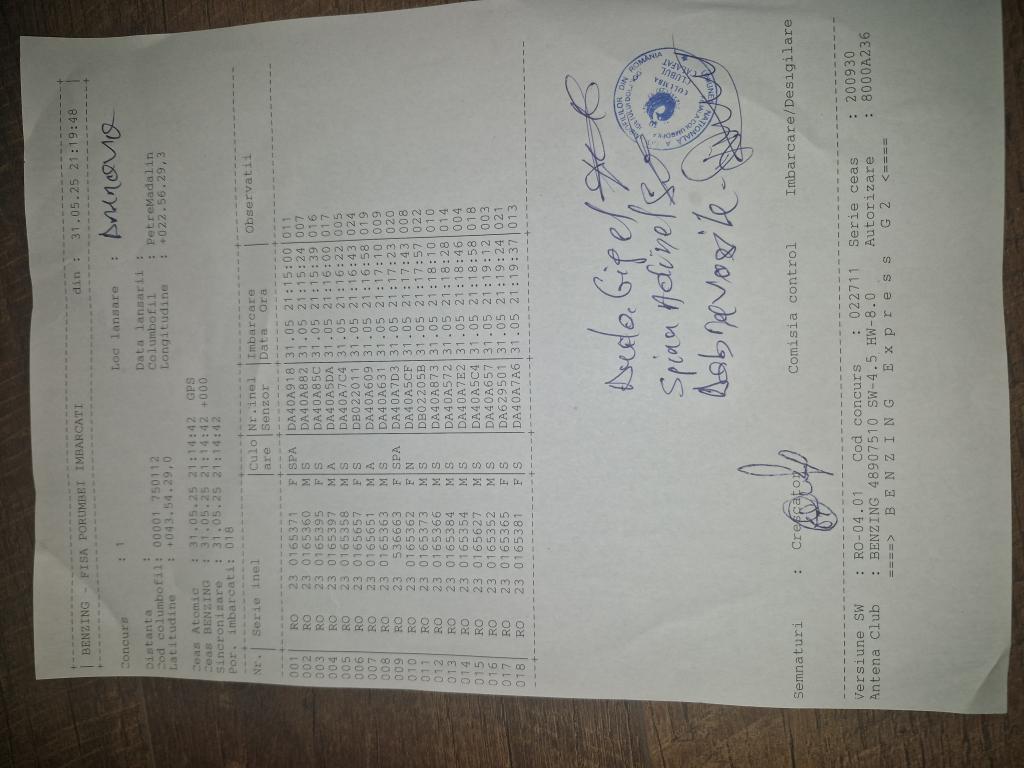 BENZING - FISA PORUMBEI IMBARCATI din : 31.05.25 21:19:48
Concurs : 1 Loc lansare :
Distanta : Data lansarii :
Cod columbofil: 0001 75012 Columbofil : PetreMadalin
Latitudine : +043.54.29,0 Longitudine : +022.56.29,3
Ceas Atomic : 31.05.25 21:14:42 GPS
Ceas BENZING : 31.05.25 21:14:42 +000
Sincronizare : 31.05.25 21:14:42
Por. imbarcati: 018
Nr. Serie inel Culo Nr.inel Imbarcare Observatii
are Senzor Data Ora
001 RO 23 0165371 F SPA DA40A918 31.05 21:15:00 011
002 RO 23 0165360 M S DA40A882 31.05 21:15:24 007
003 RO 23 0165395 F S DA40A85C 31.05 21:15:39 016
004 RO 23 0165397 M A DA40A5DA 31.05 21:16:00 017
005 RO 23 0165358 M S DA40A7C4 31.05 21:16:22 005
006 RO 23 0165657 F S DB022011 31.05 21:16:43 024
007 RO 23 0165651 M A DA40A609 31.05 21:16:58 019
008 RO 23 0165363 M S DA40A631 31.05 21:17:10 009
009 RO 23 536663 F SPA DA40A7D3 31.05 21:17:23 020
010 RO 23 0165362 F N DA40A5CF 31.05 21:17:43 008
011 RO 23 0165373 M S DB02205B 31.05 21:17:57 022
012 RO 23 0165366 M S DA40A673 31.05 21:18:10 010
013 RO 23 0165384 M S DA40A572 31.05 21:18:28 014
014 RO 23 0165354 M S DA40A7E2 31.05 21:18:46 004
015 RO 23 0165627 M S DA40A5C4 31.05 21:18:58 018
016 RO 23 0165352 M S DA40A657 31.05 21:19:12 003
017 RO 23 0165365 F S DA629501 31.05 21:19:24 021
018 RO 23 0165381 F S DA40A7A6 31.05 21:19:37 013
Dudo. Gigel
Spinu Adinel
ROMÂNIA
Semnaturi : Crescator Comisia control Imbarcare/Desigilare
Versiune SW : RO-04.01 Cod concurs : 022711 Serie ceas : 200930
Antena Club : BENZING 48907510 SW-4.5 HW-8.0 Autorizare : 8000A236
====> B E N Z I N G E x p r e s s G 2 <====